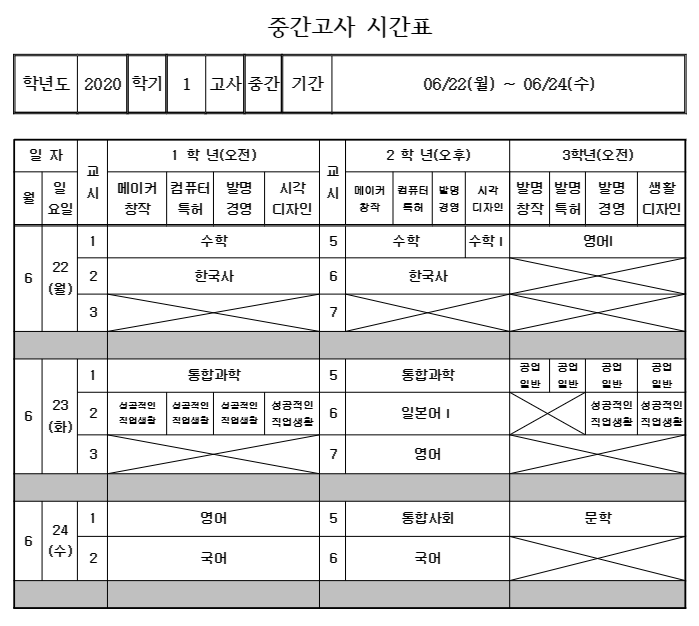 중간고사 시간표
학년도 2020 학기 1 고사 중간 기간 06/22(월) ~ 06/24(수)
일 자 교시 1 학 년(오전) 교시 2 학 년(오후) 3학년(오전)
월 일 요일 메이커 창작 컴퓨터 특허 발명 경영 시각 디자인 메이커 창작 컴퓨터 특허 발명 경영 시각 디자인 발명 창작 발명 특허 발명 경영 생활 디자인
6 22 (월) 1 수학 5 수학 수학 I 영어I
2 한국사 6 한국사
3 7
6 23 (화) 1 통합과학 5 통합과학 공업 일반 공업 일반 공업 일반 공업 일반
2 성공적인 직업생활 성공적인 직업생활 성공적인 직업생활 성공적인 직업생활 6 일본어 I 성공적인 직업생활 성공적인 직업생활
3 7 영어
6 24 (수) 1 영어 5 통합사회 문학
2 국어 6 국어